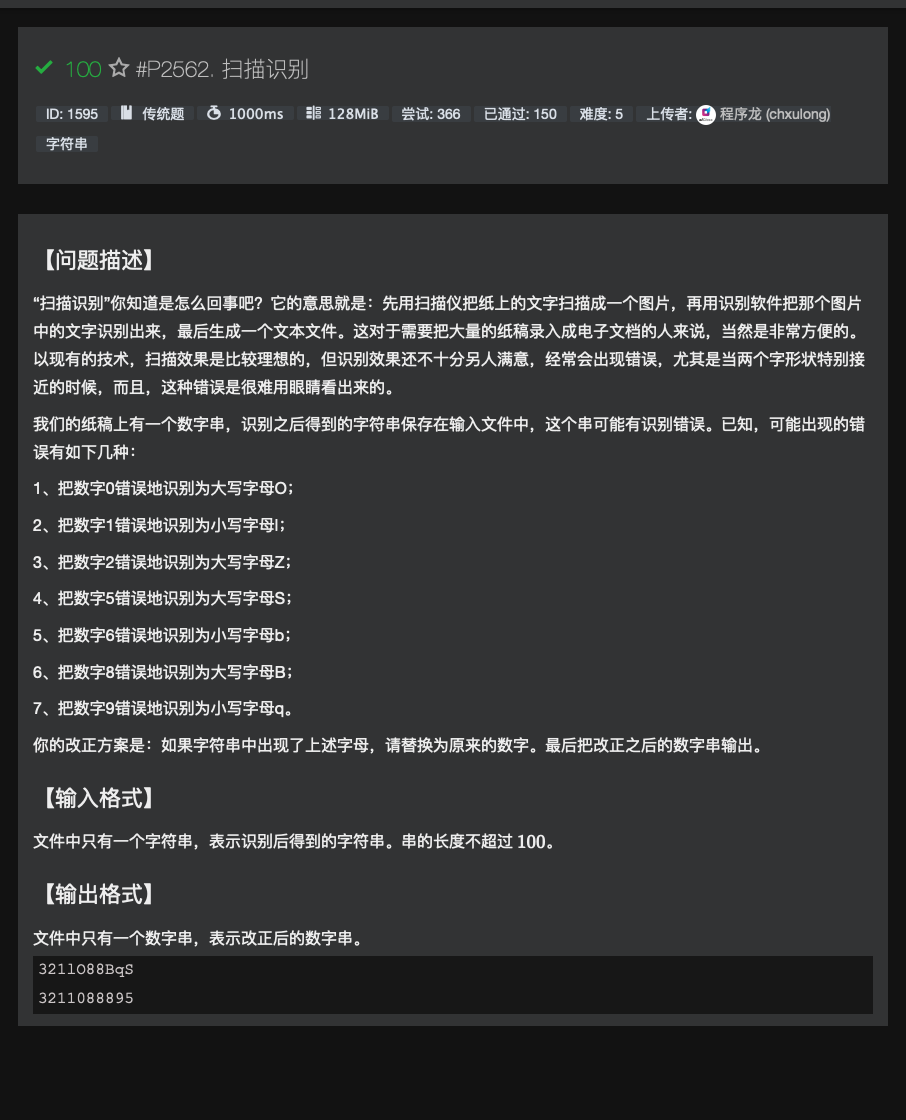 100 #P2562. 扫描识别
ID: 1595 传统题 1000ms 128MiB 尝试: 366 已通过: 150 难度: 5 上传者: 程序龙 (chxulong)
字符串
【问题描述】
“扫描识别”你知道是怎么回事吧？它的意思就是：先用扫描仪把纸上的文字扫描成一个图片，再用识别软件把那个图片
中的文字识别出来，最后生成一个文本文件。这对于需要把大量的纸稿录入成电子文档的人来说，当然是非常方便的。
以现有的技术，扫描效果是比较理想的，但识别效果还不十分另人满意，经常会出现错误，尤其是当两个字形状特别接
近的时候，而且，这种错误是很难用眼睛看出来的。
我们的纸稿上有一个数字串，识别之后得到的字符串保存在输入文件中，这个串可能有识别错误。已知，可能出现的错
误有如下几种：
1、把数字0错误地识别为大写字母O；
2、把数字1错误地识别为小写字母l；
3、把数字2错误地识别为大写字母Z；
4、把数字5错误地识别为大写字母S；
5、把数字6错误地识别为小写字母b；
6、把数字8错误地识别为大写字母B；
7、把数字9错误地识别为小写字母q。
你的改正方案是：如果字符串中出现了上述字母，请替换为原来的数字。最后把改正之后的数字串输出。
【输入格式】
文件中只有一个字符串，表示识别后得到的字符串。串的长度不超过 100。
【输出格式】
文件中只有一个数字串，表示改正后的数字串。
321lO88BqS
3211088895